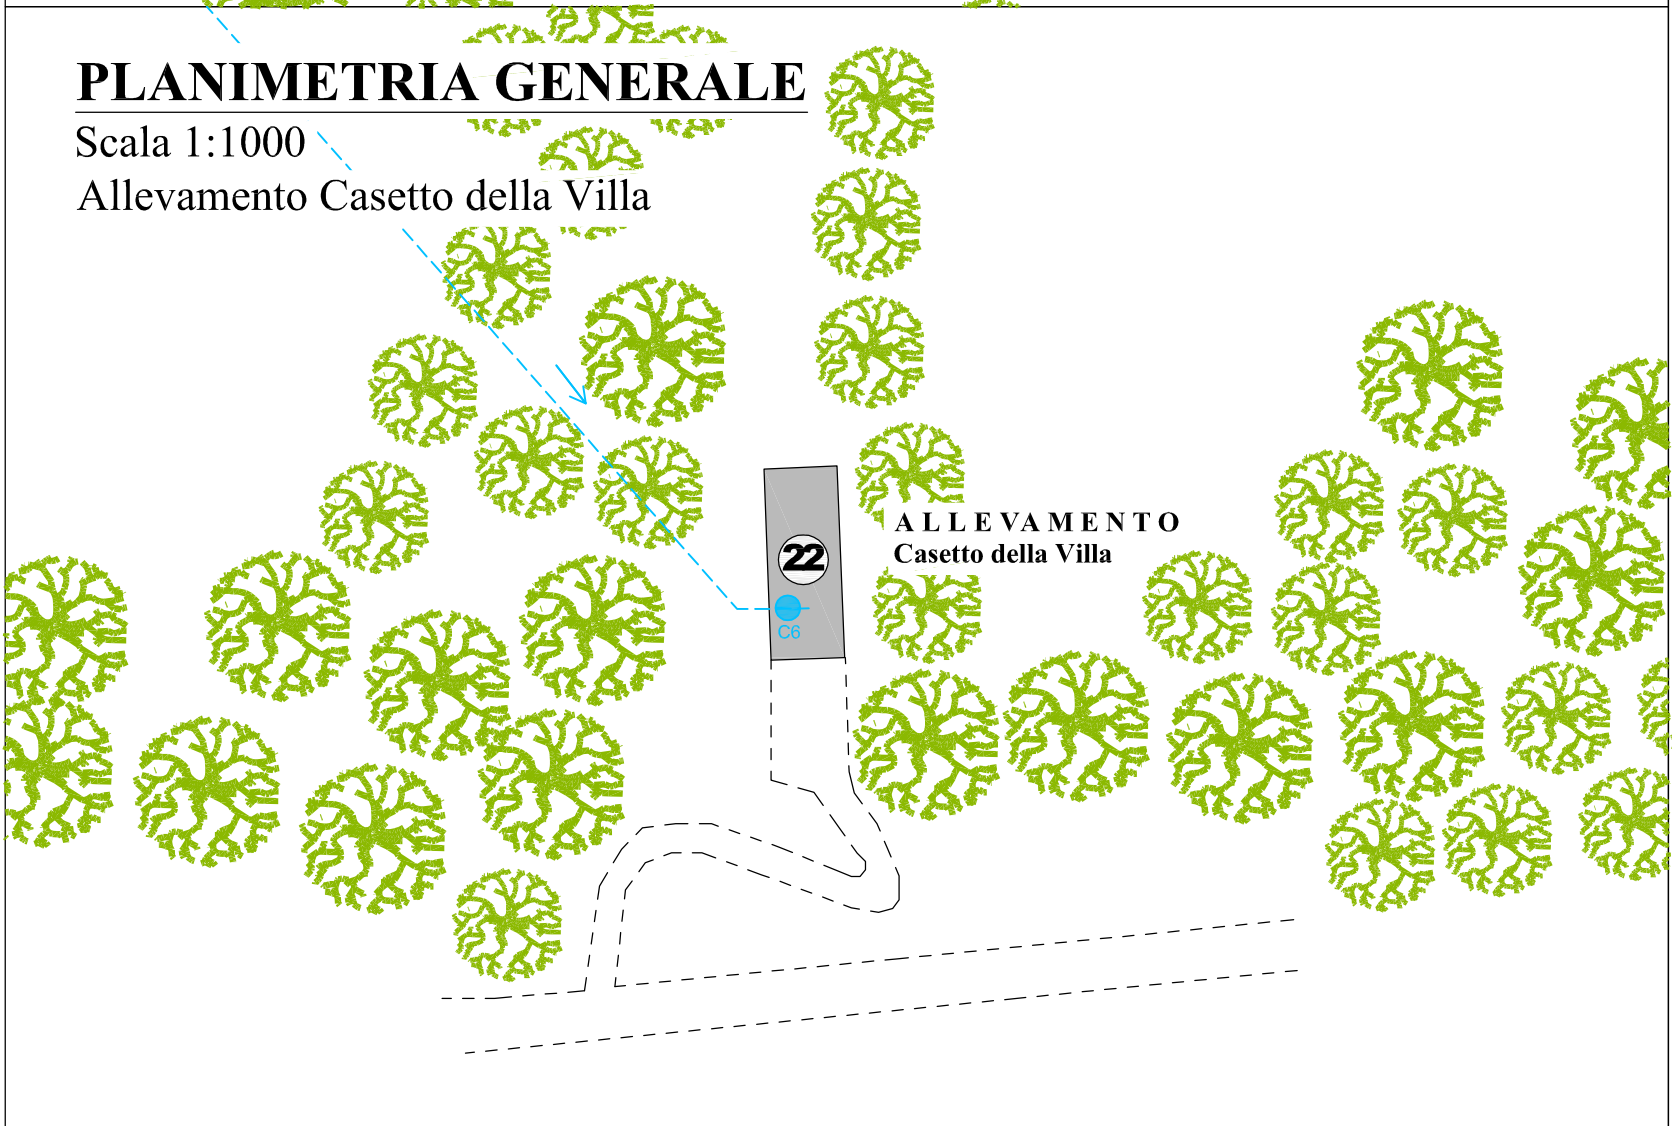 PLANIMETRIA GENERALE
Scala 1:1000
Allevamento Casetto della Villa
ALLEVAMENTO
Casetto della Villa
22
C6